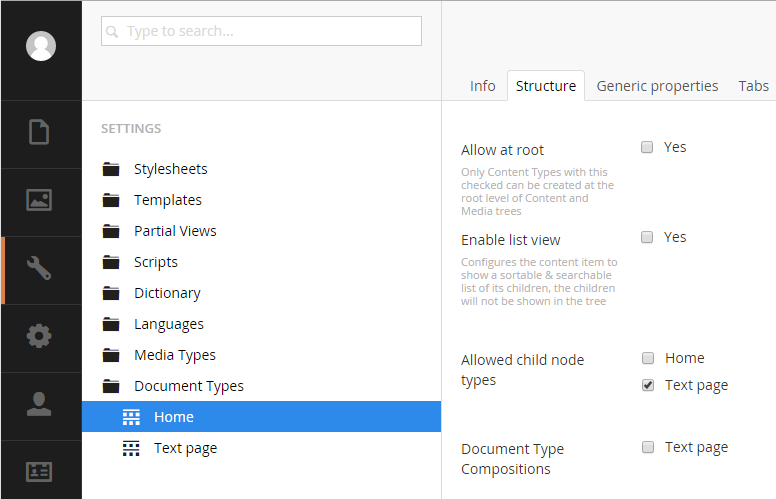 Type to search...
Info
Structure
Generic properties
Tabs
SETTINGS
Stylesheets
Templates
Partial Views
Scripts
Dictionary
Languages
Media Types
Document Types
Home
Text page
Allow at root
Yes
Only Content Types with this
checked can be created at the
root level of Content and
Media trees
Enable list view
Yes
Configures the content item to
show a sortable & searchable
list of its children, the children
will not be shown in the tree
Allowed child node
types
Home
Text page
Document Type
Compositions
Text page